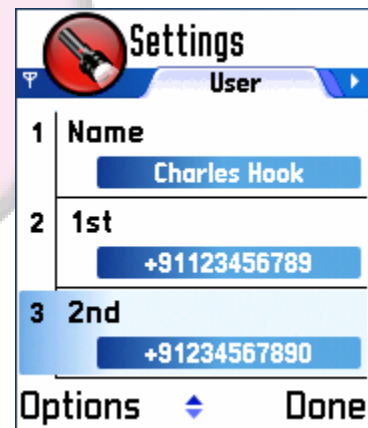 Settings
User
1 Name
Charles Hook
2 1st
+91123456789
3 2nd
+91234567890
Options Done